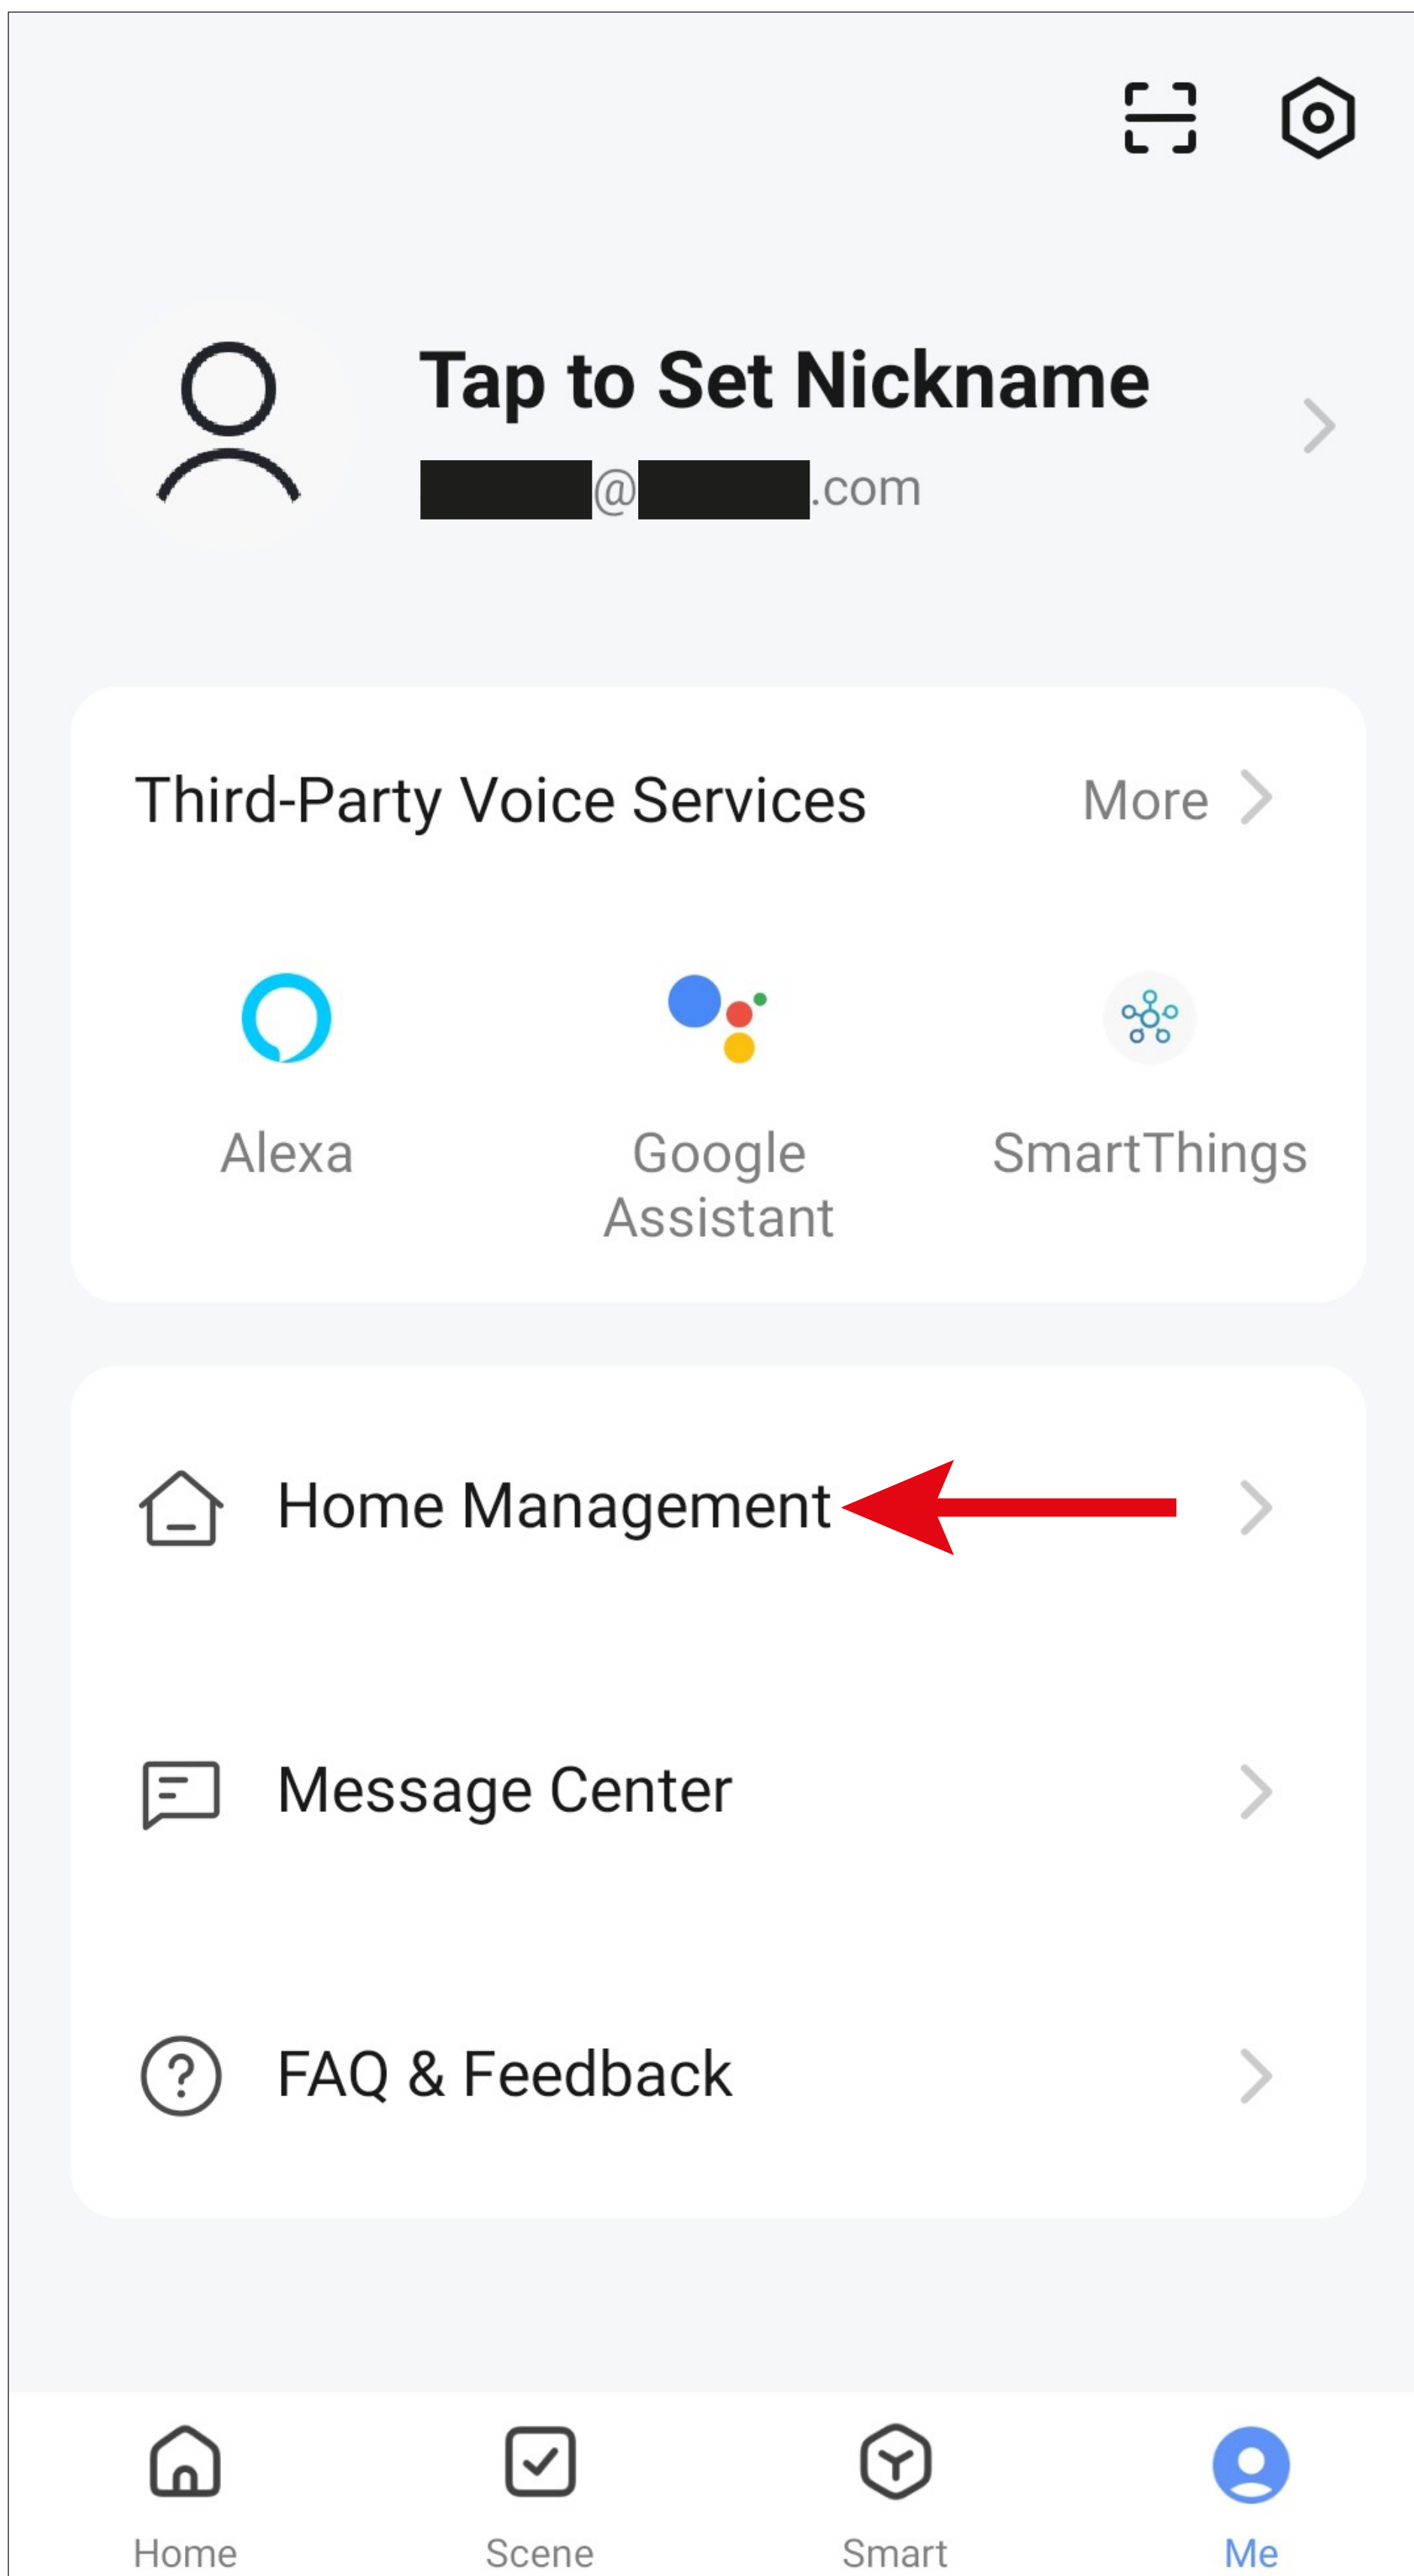 Tap to Set Nickname
@ .com
Third-Party Voice Services More
Alexa
Google
Assistant
SmartThings
Home Management
Message Center
FAQ & Feedback
Home Scene Smart Me